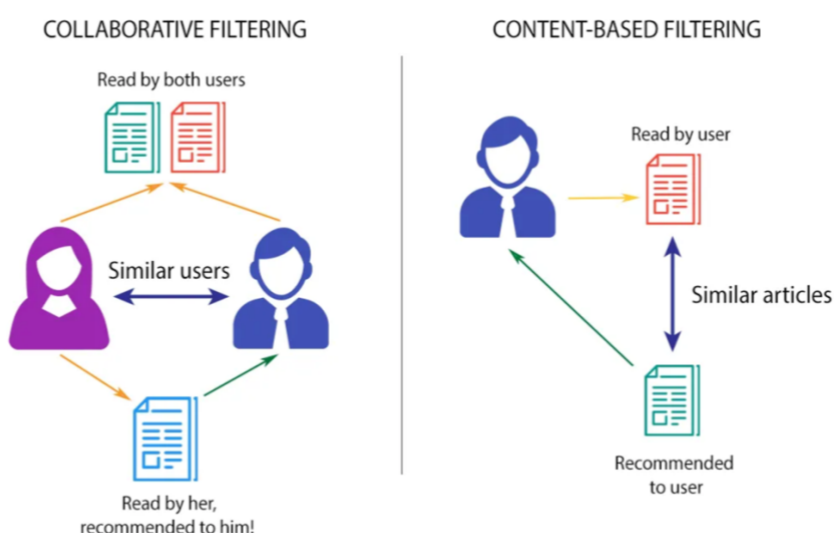 COLLABORATIVE FILTERING
Read by both users
Similar users
Read by her,
recommended to him!
CONTENT-BASED FILTERING
Read by user
Similar articles
Recommended
to user